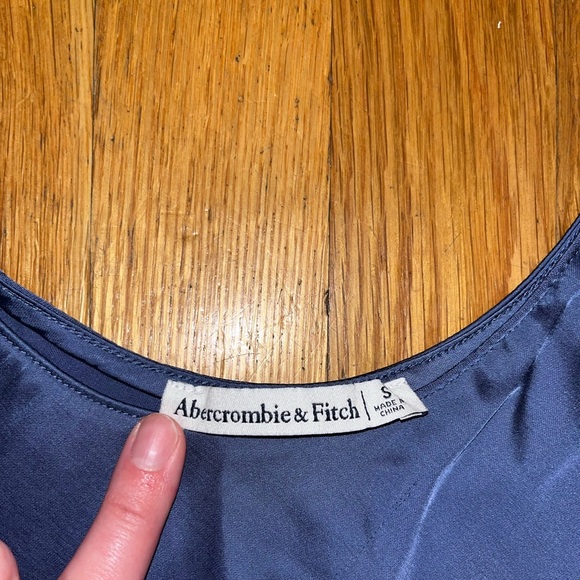 Abercrombie & Fitch
S
MADE IN
CHINA